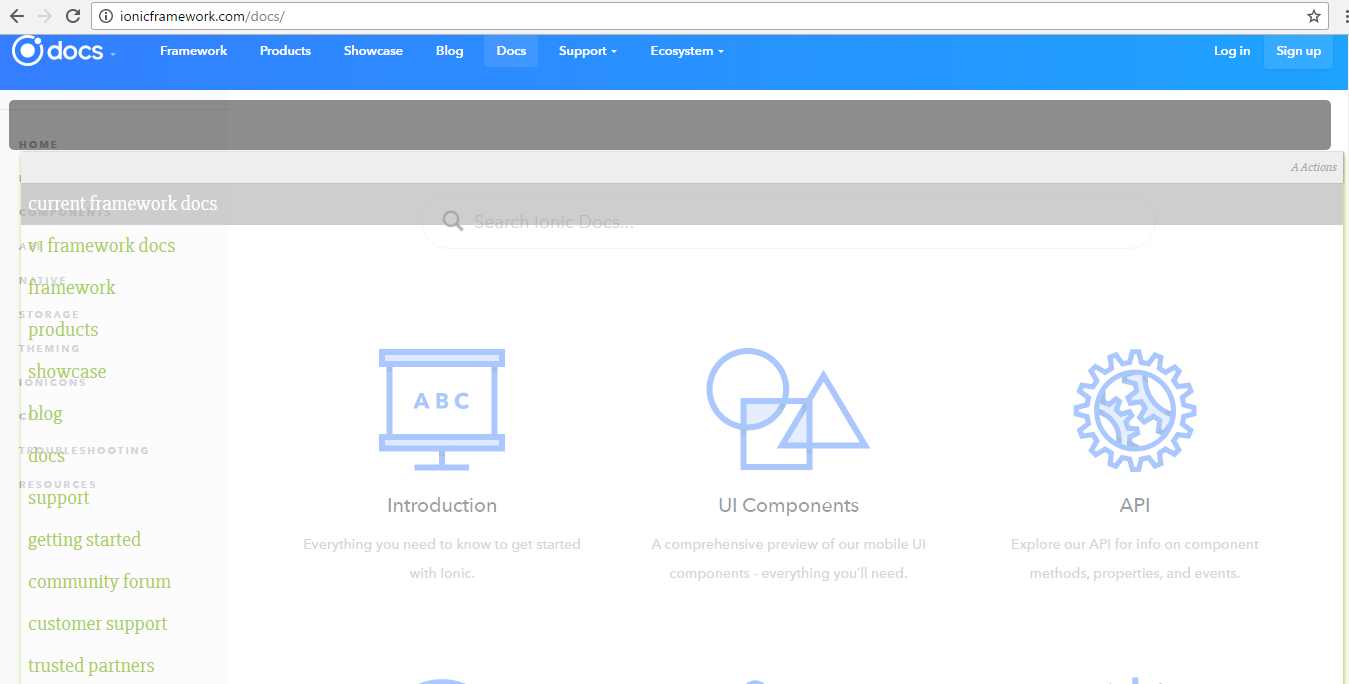 ionicframework.com/docs/
docs Framework Products Showcase Blog Docs Support Ecosystem Log in Sign up
HOME
A Actions
current framework docs
COMPONENTS
Search Ionic Docs...
framework docs
NATIVE
framework
STORAGE
products
THEMING
showcase
IONICONS
ABC
blog
TROUBLESHOOTING
docs
RESOURCES
support
Introduction UI Components API
getting started
Everything you need to know to get started
with Ionic.
A comprehensive preview of our mobile UI
components - everything you'll need.
Explore our API for info on component
methods, properties, and events.
community forum
customer support
trusted partners